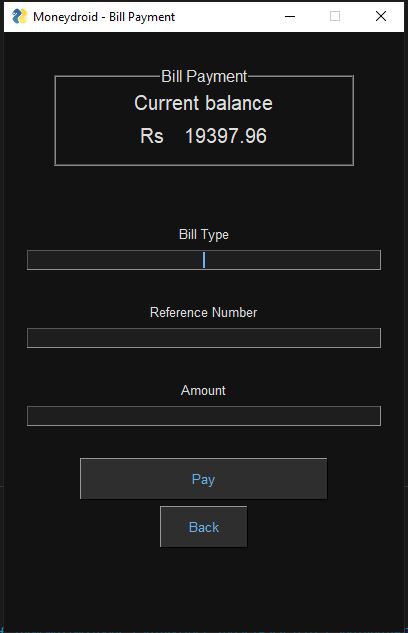 Moneydroid - Bill Payment
Bill Payment
Current balance
Rs 19397.96
Bill Type
Reference Number
Amount
Pay
Back